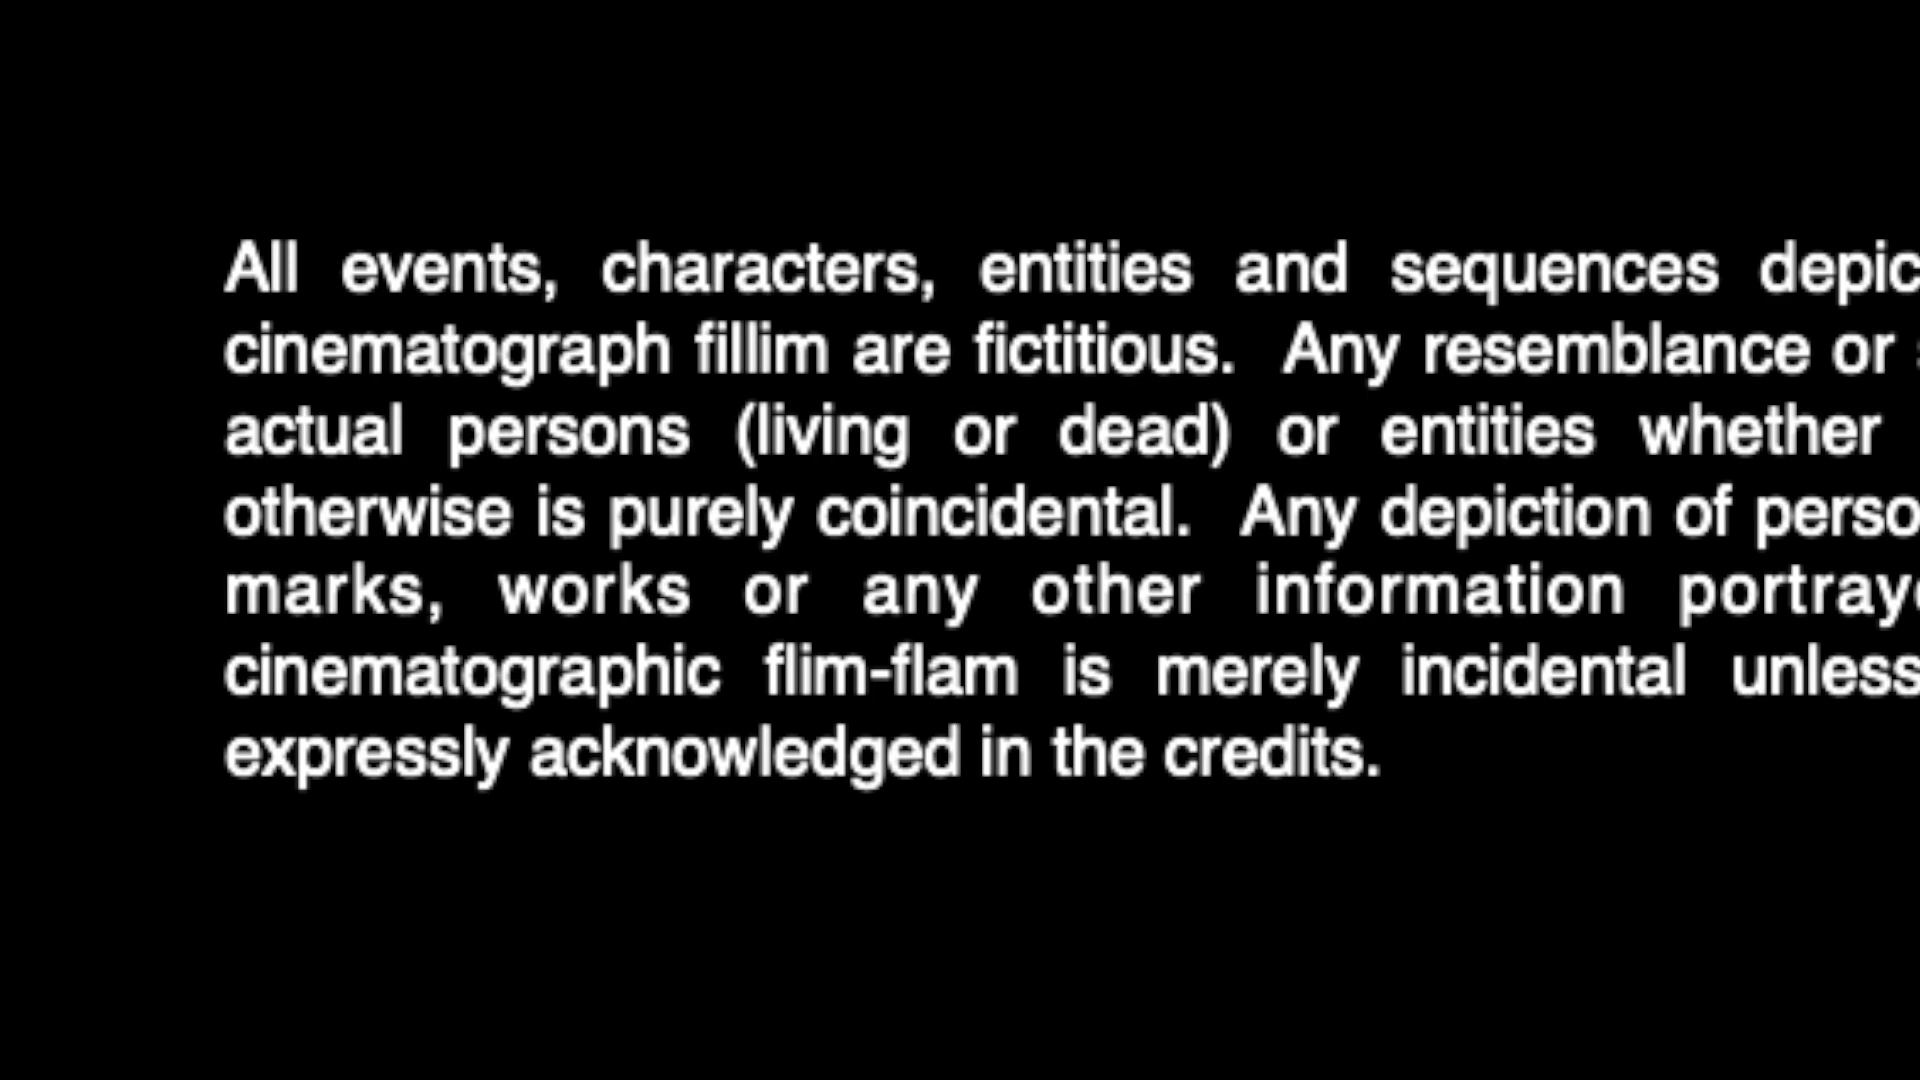 All events, characters, entities and sequences depic
cinematograph fillim are fictitious. Any resemblance or
actual persons (living or dead) or entities whether
otherwise is purely coincidental. Any depiction of perso
marks, works or any other information portraye
cinematographic flim-flam is merely incidental unless
expressly acknowledged in the credits.